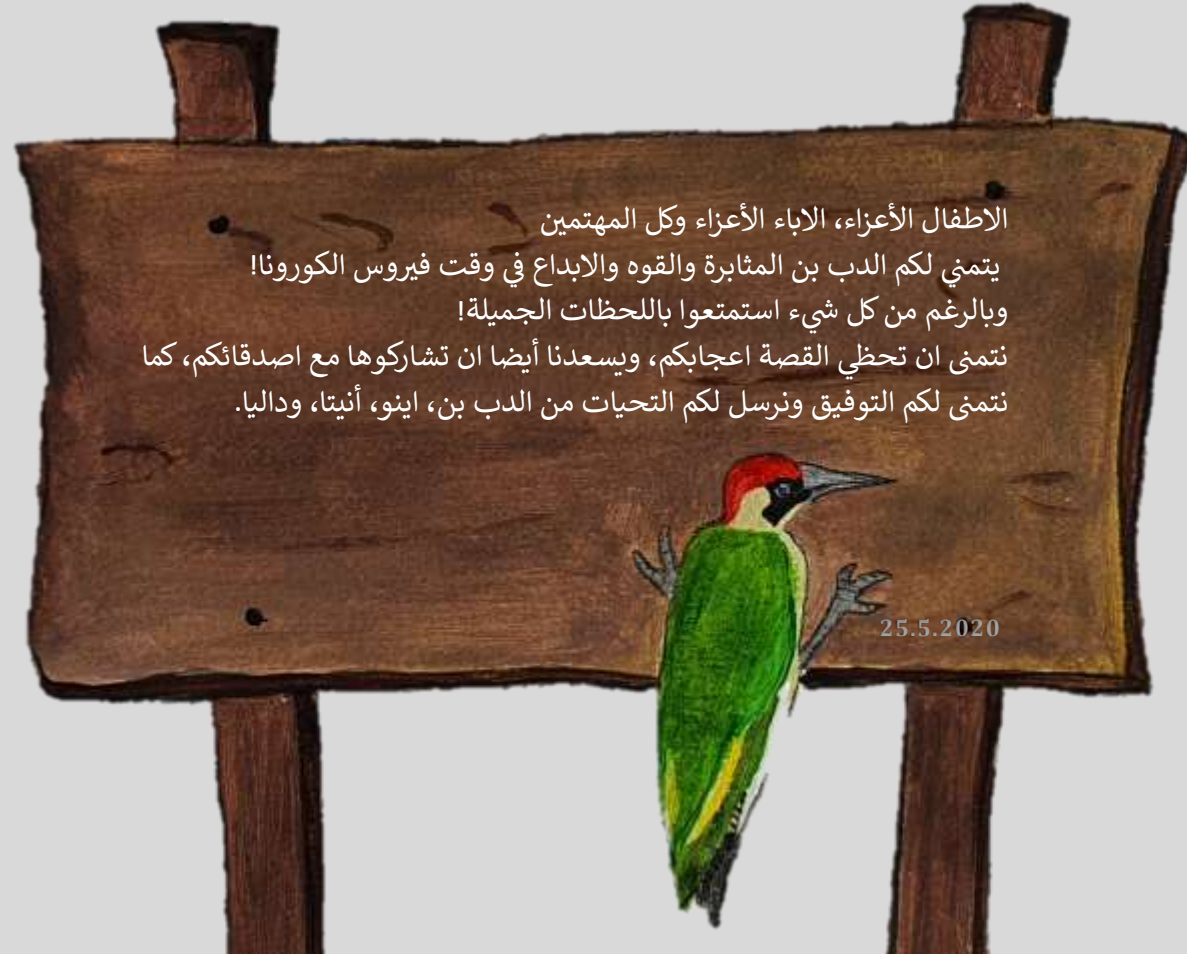 الاطفال الأعزاء، الاباء الأعزاء وكل المهتمين
يتمني لكم الدب بن المثابرة والقوه والابداع في وقت فيروس الكورونا!
وبالرغم من كل شيء استمتعوا باللحظات الجميلة!
نتمنى ان تحظي القصة اعجابكم، ويسعدنا أيضا ان تشاركوها مع اصدقائكم، كما
نتمنى لكم التوفيق ونرسل لكم التحيات من الدب بن، اينو، أنيتا، وداليا.
25.5.2020